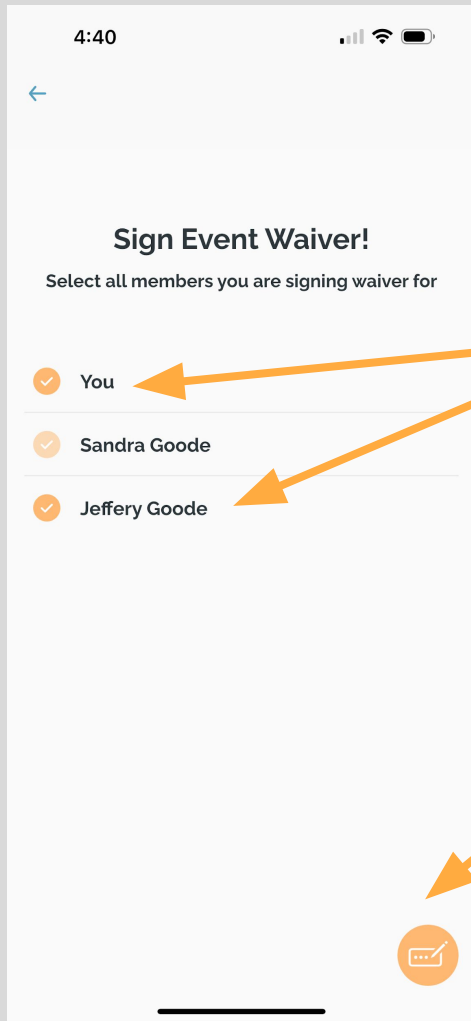 4:40
Sign Event Waiver!
Select all members you are signing waiver for
You
Sandra Goode
Jeffery Goode